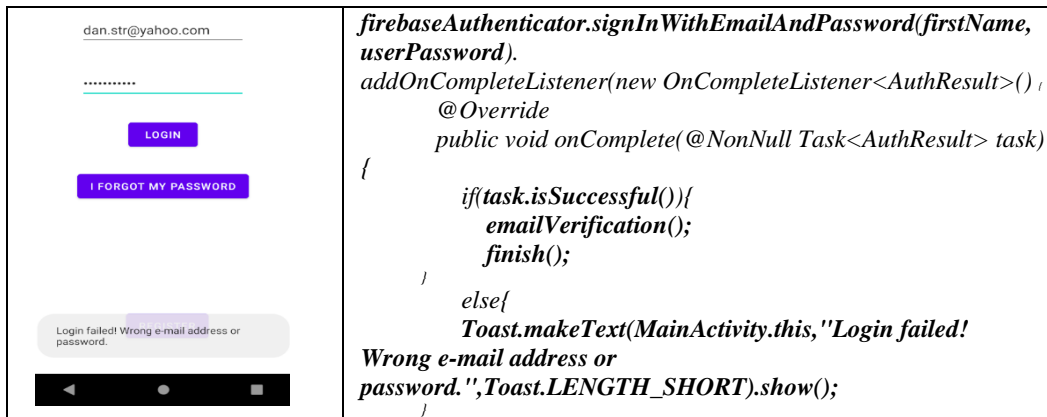 dan.str@yahoo.com
•••••••••••
LOGIN
I FORGOT MY PASSWORD
Login failed! Wrong e-mail address or
password.
firebaseAuthenticator.signInWithEmailAndPassword(firstName,
userPassword).
addOnCompleteListener(new OnCompleteListener<AuthResult>() {
@Override
public void onComplete(@NonNull Task<AuthResult> task)
{
if(task.isSuccessful()){
emailVerification();
finish();
}
else{
Toast.makeText(MainActivity.this,"Login failed!
Wrong e-mail address or
password.",Toast.LENGTH_SHORT).show();
}